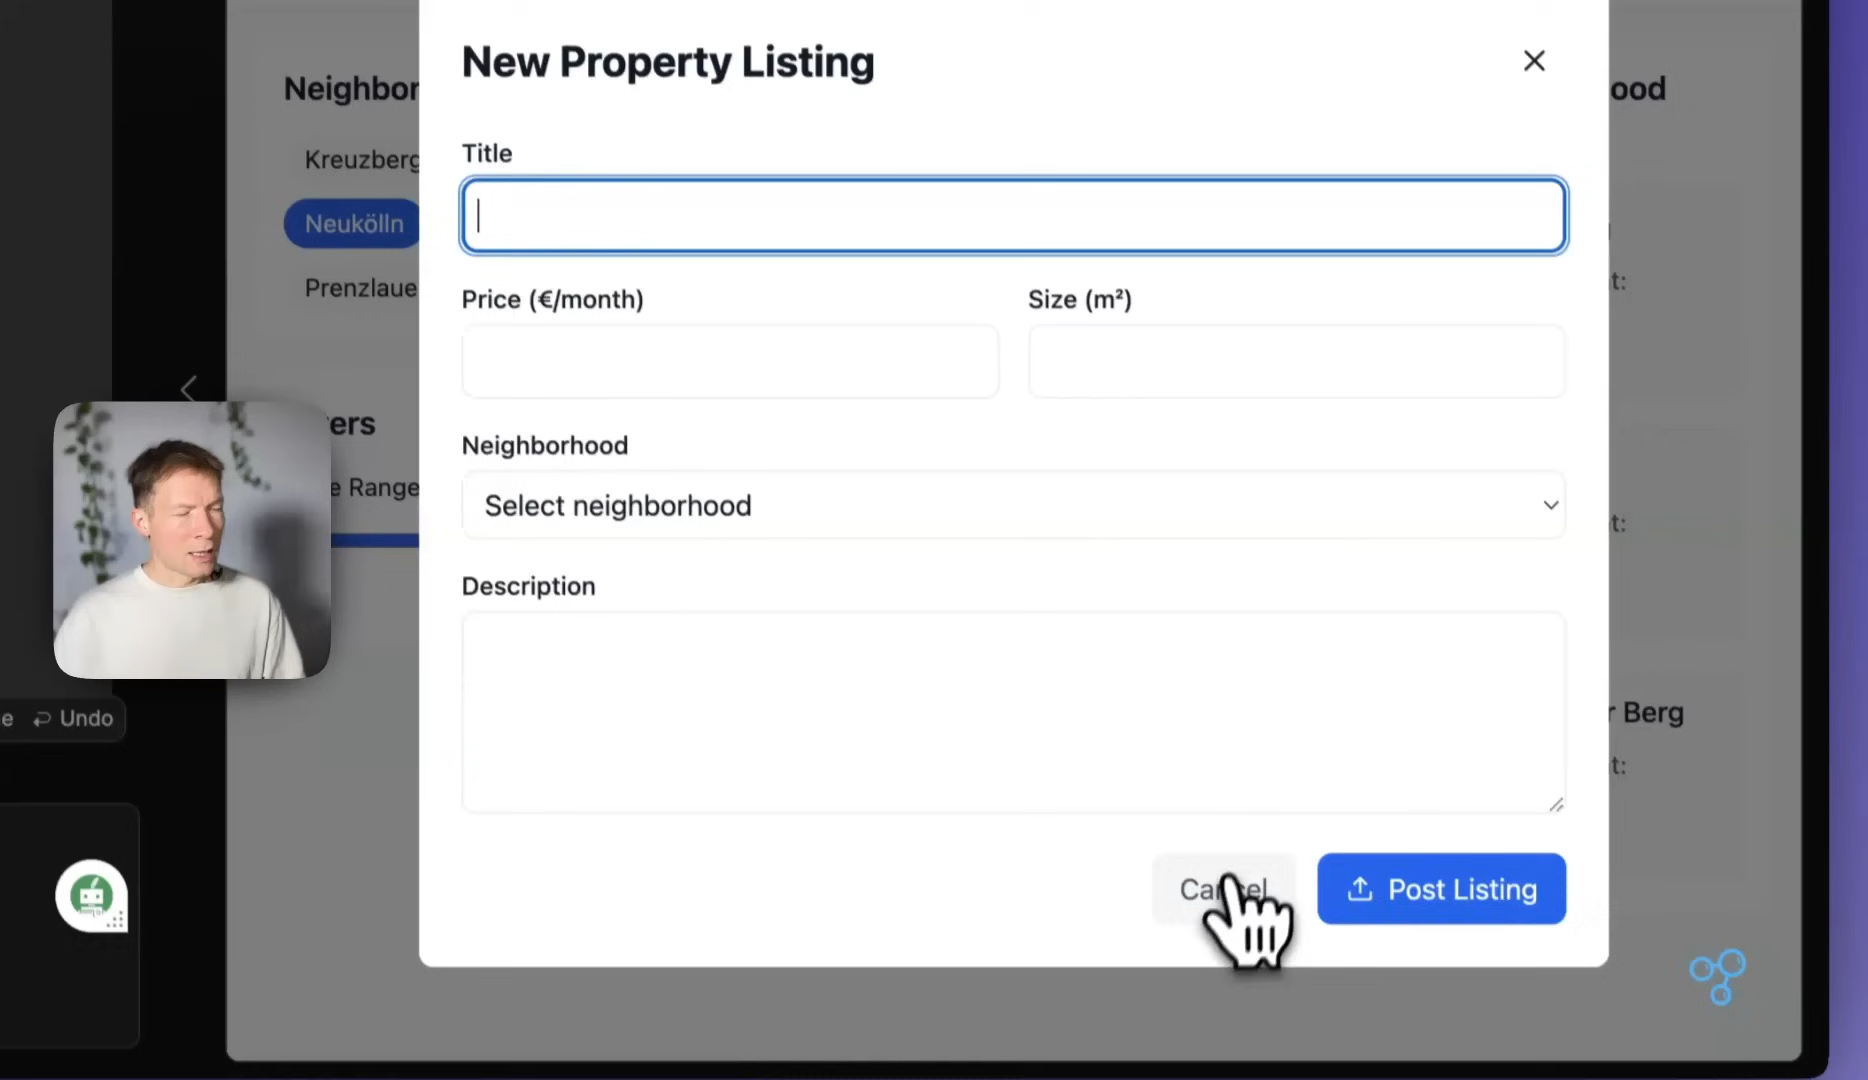 New Property Listing
Neighbor
ood
Title
Kreuzberg
Neukölln
Price (€/month)
Size (m²)
Prenzlaue
t:
ers
Neighborhood
e Range
Select neighborhood
t:
Description
e
Undo
r Berg
t:
Cancel
Post Listing